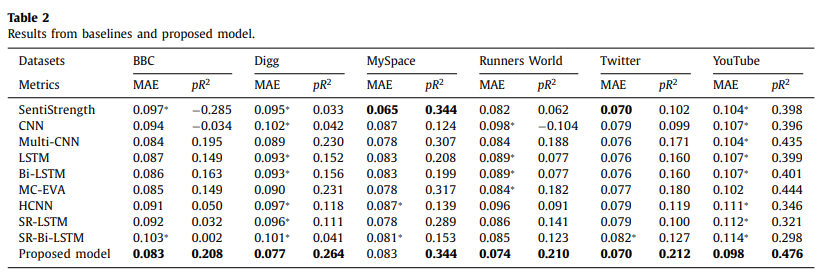 Table 2
Results from baselines and proposed model.
Datasets BBC Digg MySpace Runners World Twitter YouTube
Metrics MAE pR² MAE pR² MAE pR² MAE pR² MAE pR² MAE pR²
SentiStrength 0.097* −0.285 0.095* 0.033 0.065 0.344 0.082 0.062 0.070 0.102 0.104* 0.398
CNN 0.094 −0.034 0.102* 0.042 0.087 0.124 0.098* −0.104 0.079 0.099 0.107* 0.396
Multi-CNN 0.084 0.195 0.089 0.230 0.078 0.307 0.084 0.188 0.076 0.171 0.104* 0.435
LSTM 0.087 0.149 0.093* 0.152 0.083 0.208 0.089* 0.077 0.076 0.160 0.107* 0.399
Bi-LSTM 0.086 0.163 0.093* 0.156 0.083 0.199 0.089* 0.077 0.076 0.160 0.107* 0.401
MC-EVA 0.085 0.149 0.090 0.231 0.078 0.317 0.084* 0.182 0.077 0.180 0.102 0.444
HCNN 0.091 0.050 0.097* 0.118 0.087* 0.139 0.096 0.091 0.079 0.119 0.111* 0.346
SR-LSTM 0.092 0.032 0.096* 0.111 0.078 0.289 0.086 0.141 0.079 0.100 0.112* 0.321
SR-Bi-LSTM 0.103* 0.002 0.101* 0.041 0.081* 0.153 0.085 0.123 0.082* 0.127 0.114* 0.298
Proposed model 0.083 0.208 0.077 0.264 0.083 0.344 0.074 0.210 0.070 0.212 0.098 0.476